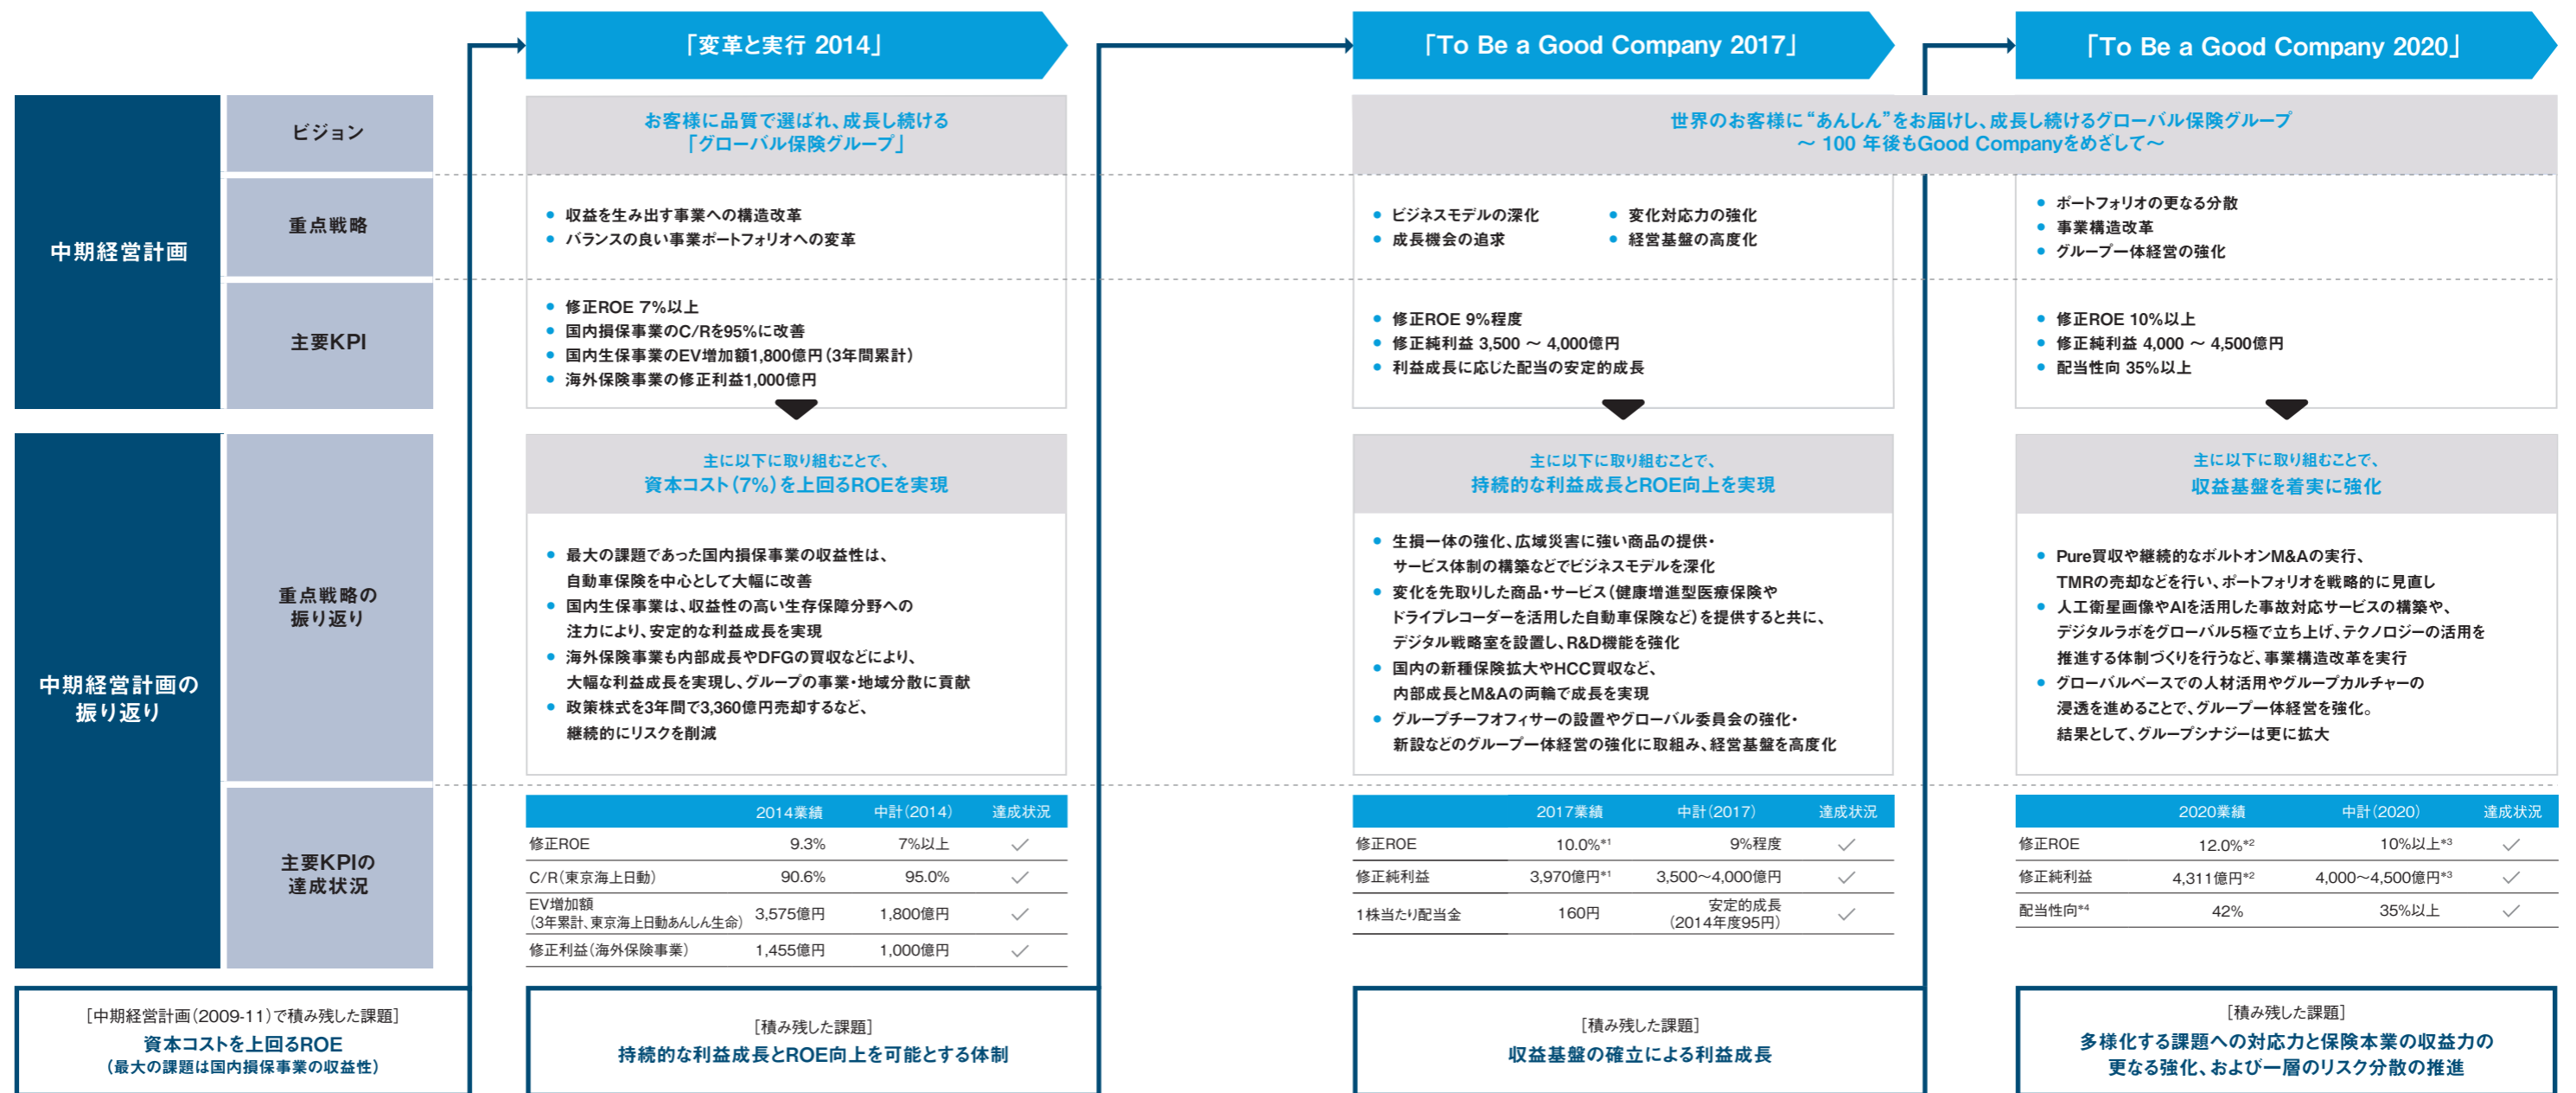 「変革と実行 2014」
「To Be a Good Company 2017」
「To Be a Good Company 2020」
中期経営計画
ビジョン
お客様に品質で選ばれ、成長し続ける
「グローバル保険グループ」
世界のお客様に“あんしん”をお届けし、成長し続けるグローバル保険グループ
～ 100 年後もGood Companyをめざして～
重点戦略
● 収益を生み出す事業への構造改革
● バランスの良い事業ポートフォリオへの変革
● ビジネスモデルの深化
● 成長機会の追求
● 変化対応力の強化
● 経営基盤の高度化
● ポートフォリオの更なる分散
● 事業構造改革
● グループ一体経営の強化
主要KPI
● 修正ROE 7%以上
● 国内損保事業のC/Rを95%に改善
● 国内生保事業のEV増加額1,800億円(3年間累計)
● 海外保険事業の修正利益1,000億円
● 修正ROE 9%程度
● 修正純利益 3,500 ～ 4,000億円
● 利益成長に応じた配当の安定的成長
● 修正ROE 10%以上
● 修正純利益 4,000 ～ 4,500億円
● 配当性向 35%以上
中期経営計画の
振り返り
重点戦略の
振り返り
主に以下に取り組むことで、
資本コスト(7%)を上回るROEを実現
● 最大の課題であった国内損保事業の収益性は、
自動車保険を中心として大幅に改善
● 国内生保事業は、収益性の高い生存保障分野への
注力により、安定的な利益成長を実現
● 海外保険事業も内部成長やDFGの買収などにより、
大幅な利益成長を実現し、グループの事業・地域分散に貢献
● 政策株式を3年間で3,360億円売却するなど、
継続的にリスクを削減
主に以下に取り組むことで、
持続的な利益成長とROE向上を実現
● 生損一体の強化、広域災害に強い商品の提供・
サービス体制の構築などでビジネスモデルを深化
● 変化を先取りした商品・サービス(健康増進型医療保険や
ドライブレコーダーを活用した自動車保険など)を提供すると共に、
デジタル戦略室を設置し、R&D機能を強化
● 国内の新種保険拡大やHCC買収など、
内部成長とM&Aの両輪で成長を実現
● グループチーフオフィサーの設置やグローバル委員会の強化・
新設などのグループ一体経営の強化に取組み、経営基盤を高度化
主に以下に取り組むことで、
収益基盤を着実に強化
● Pure買収や継続的なボルトオンM&Aの実行、
TMRの売却などを行い、ポートフォリオを戦略的に見直し
● 人工衛星画像やAIを活用した事故対応サービスの構築や、
デジタルラボをグローバル5極で立ち上げ、テクノロジーの活用を
推進する体制づくりを行うなど、事業構造改革を実行
● グローバルベースでの人材活用やグループカルチャーの
浸透を進めることで、グループ一体経営を強化。
結果として、グループシナジーは更に拡大
主要KPIの
達成状況
2014業績 中計(2014) 達成状況
修正ROE 9.3% 7%以上 ✓
C/R(東京海上日動) 90.6% 95.0% ✓
EV増加額
(3年累計、東京海上日動あんしん生命) 3,575億円 1,800億円 ✓
修正利益(海外保険事業) 1,455億円 1,000億円 ✓
2017業績 中計(2017) 達成状況
修正ROE 10.0%*1 9%程度 ✓
修正純利益 3,970億円*1 3,500～4,000億円 ✓
1株当たり配当金 160円 安定的成長
(2014年度95円) ✓
2020業績 中計(2020) 達成状況
修正ROE 12.0%*2 10%以上*3 ✓
修正純利益 4,311億円*2 4,000～4,500億円*3 ✓
配当性向*4 42% 35%以上 ✓
[中期経営計画(2009-11)で積み残した課題]
資本コストを上回るROE
(最大の課題は国内損保事業の収益性)
[積み残した課題]
持続的な利益成長とROE向上を可能とする体制
[積み残した課題]
収益基盤の確立による利益成長
[積み残した課題]
多様化する課題への対応力と保険本業の収益力の
更なる強化、および一層のリスク分散の推進